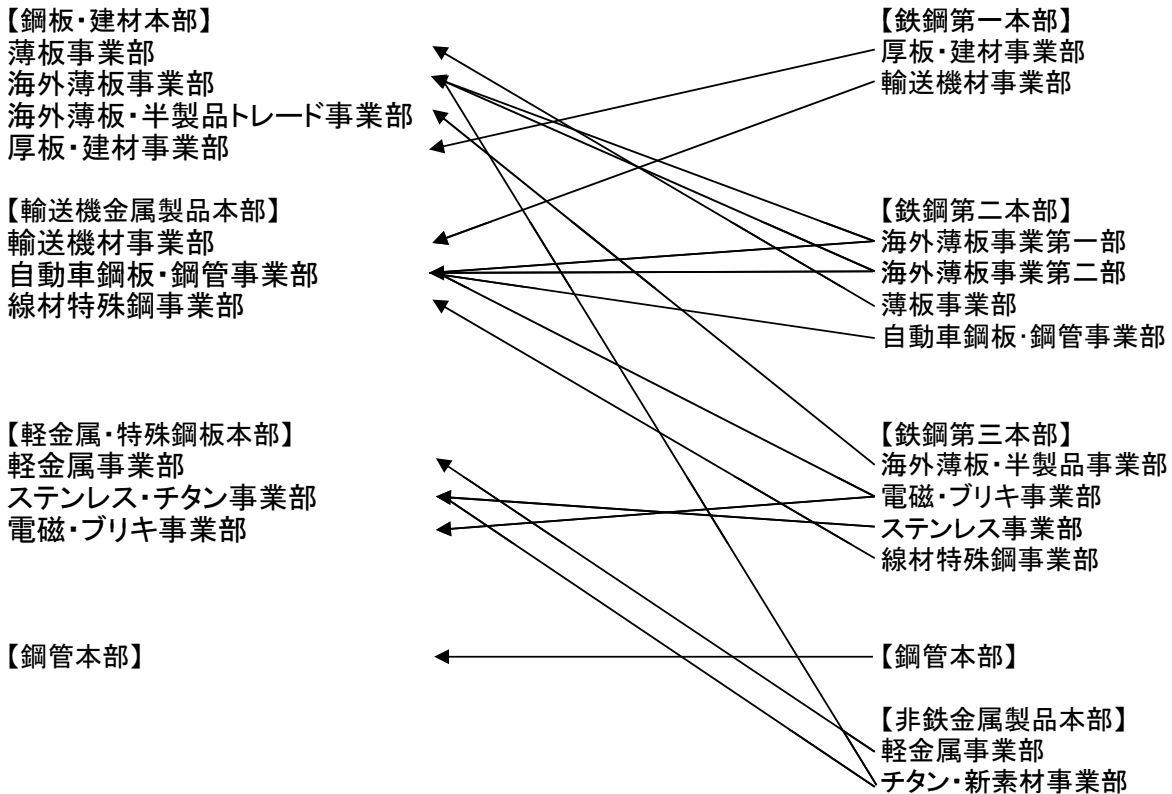 【鋼板・建材本部】
薄板事業部
海外薄板事業部
海外薄板・半製品トレード事業部
厚板・建材事業部
【輸送機金属製品本部】
輸送機材事業部
自動車鋼板・鋼管事業部
線材特殊鋼事業部
【軽金属・特殊鋼板本部】
軽金属事業部
ステンレス・チタン事業部
電磁・ブリキ事業部
【鋼管本部】
【鉄鋼第一本部】
厚板・建材事業部
輸送機材事業部
【鉄鋼第二本部】
海外薄板事業第一部
海外薄板事業第二部
薄板事業部
自動車鋼板・鋼管事業部
【鉄鋼第三本部】
海外薄板・半製品事業部
電磁・ブリキ事業部
ステンレス事業部
線材特殊鋼事業部
【鋼管本部】
【非鉄金属製品本部】
軽金属事業部
チタン・新素材事業部